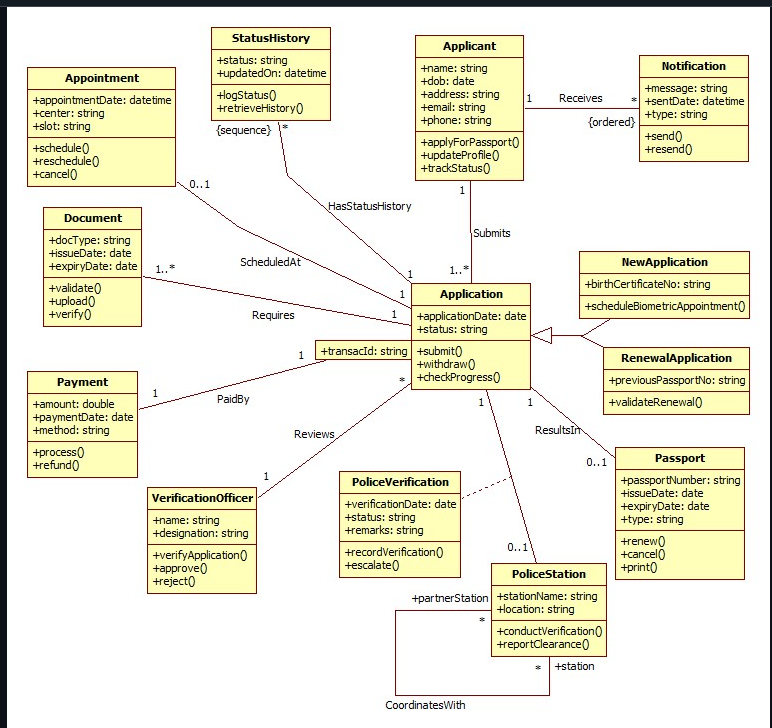 StatusHistory
+status: string
+updatedOn: datetime
+logStatus()
+retrieveHistory()
{sequence}
*
Applicant
+name: string
+dob: date
+address: string
+email: string
+phone: string
+applyForPassport()
+updateProfile()
+trackStatus()
1
1
Receives
*
{ordered}
Notification
+message: string
+sentDate: datetime
+type: string
+send()
+resend()
Appointment
+appointmentDate: datetime
+center: string
+slot: string
+schedule()
+reschedule()
+cancel()
0..1
HasStatusHistory
1
Submits
1..*
ScheduledAt
1
Document
+docType: string
+issueDate: date
+expiryDate: date
+validate()
+upload()
+verify()
1..*
Requires
1
Application
+applicationDate: date
+status: string
+submit()
+withdraw()
+checkProgress()
+transacId: string
NewApplication
+birthCertificateNo: string
+scheduleBiometricAppointment()
RenewalApplication
+previousPassportNo: string
+validateRenewal()
Payment
+amount: double
+paymentDate: date
+method: string
+process()
+refund()
1
PaidBy
1
*
Reviews
1
1
1
ResultsIn
0..1
Passport
+passportNumber: string
+issueDate: date
+expiryDate: date
+type: string
+renew()
+cancel()
+print()
VerificationOfficer
+name: string
+designation: string
+verifyApplication()
+approve()
+reject()
PoliceVerification
+verificationDate: date
+status: string
+remarks: string
+recordVerification()
+escalate()
0..1
PoliceStation
+stationName: string
+location: string
+conductVerification()
+reportClearance()
+partnerStation
*
*
+station
CoordinatesWith